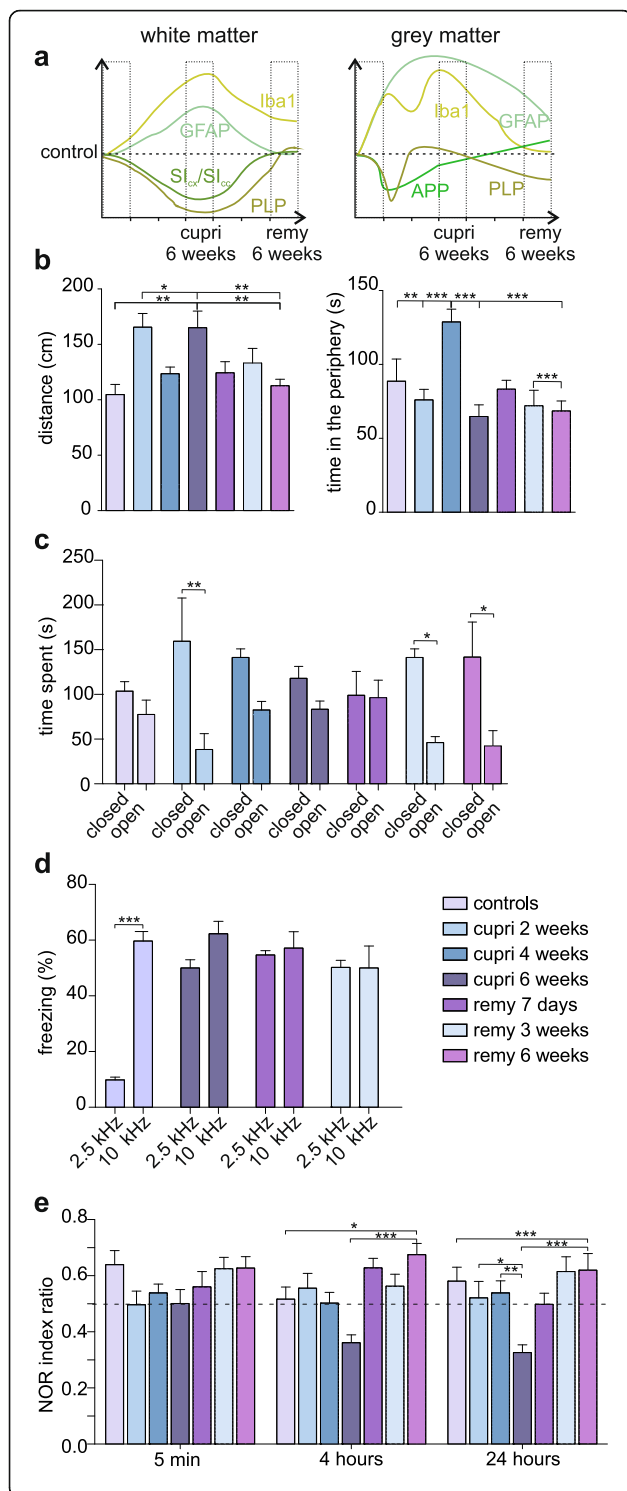 white matter
grey matter
a
control
Iba1
GFAP
SIcx/SIcc
PLP
Iba1
GFAP
APP
PLP
cupri
6 weeks
remy
6 weeks
cupri
6 weeks
remy
6 weeks
b
distance (cm)
200
150
100
50
0
*
**
**
**
time in the periphery (s)
150
100
50
0
**
***
***
***
***
c
time spent (s)
250
200
150
100
50
0
**
*
*
closed
open
closed
open
closed
open
closed
open
closed
open
closed
open
closed
open
d
freezing (%)
80
60
40
20
0
***
2.5 kHz
10 kHz
2.5 kHz
10 kHz
2.5 kHz
10 kHz
2.5 kHz
10 kHz
controls
cupri 2 weeks
cupri 4 weeks
cupri 6 weeks
remy 7 days
remy 3 weeks
remy 6 weeks
e
NOR index ratio
0.8
0.6
0.4
0.2
0.0
*
***
***
*
***
**
5 min
4 hours
24 hours